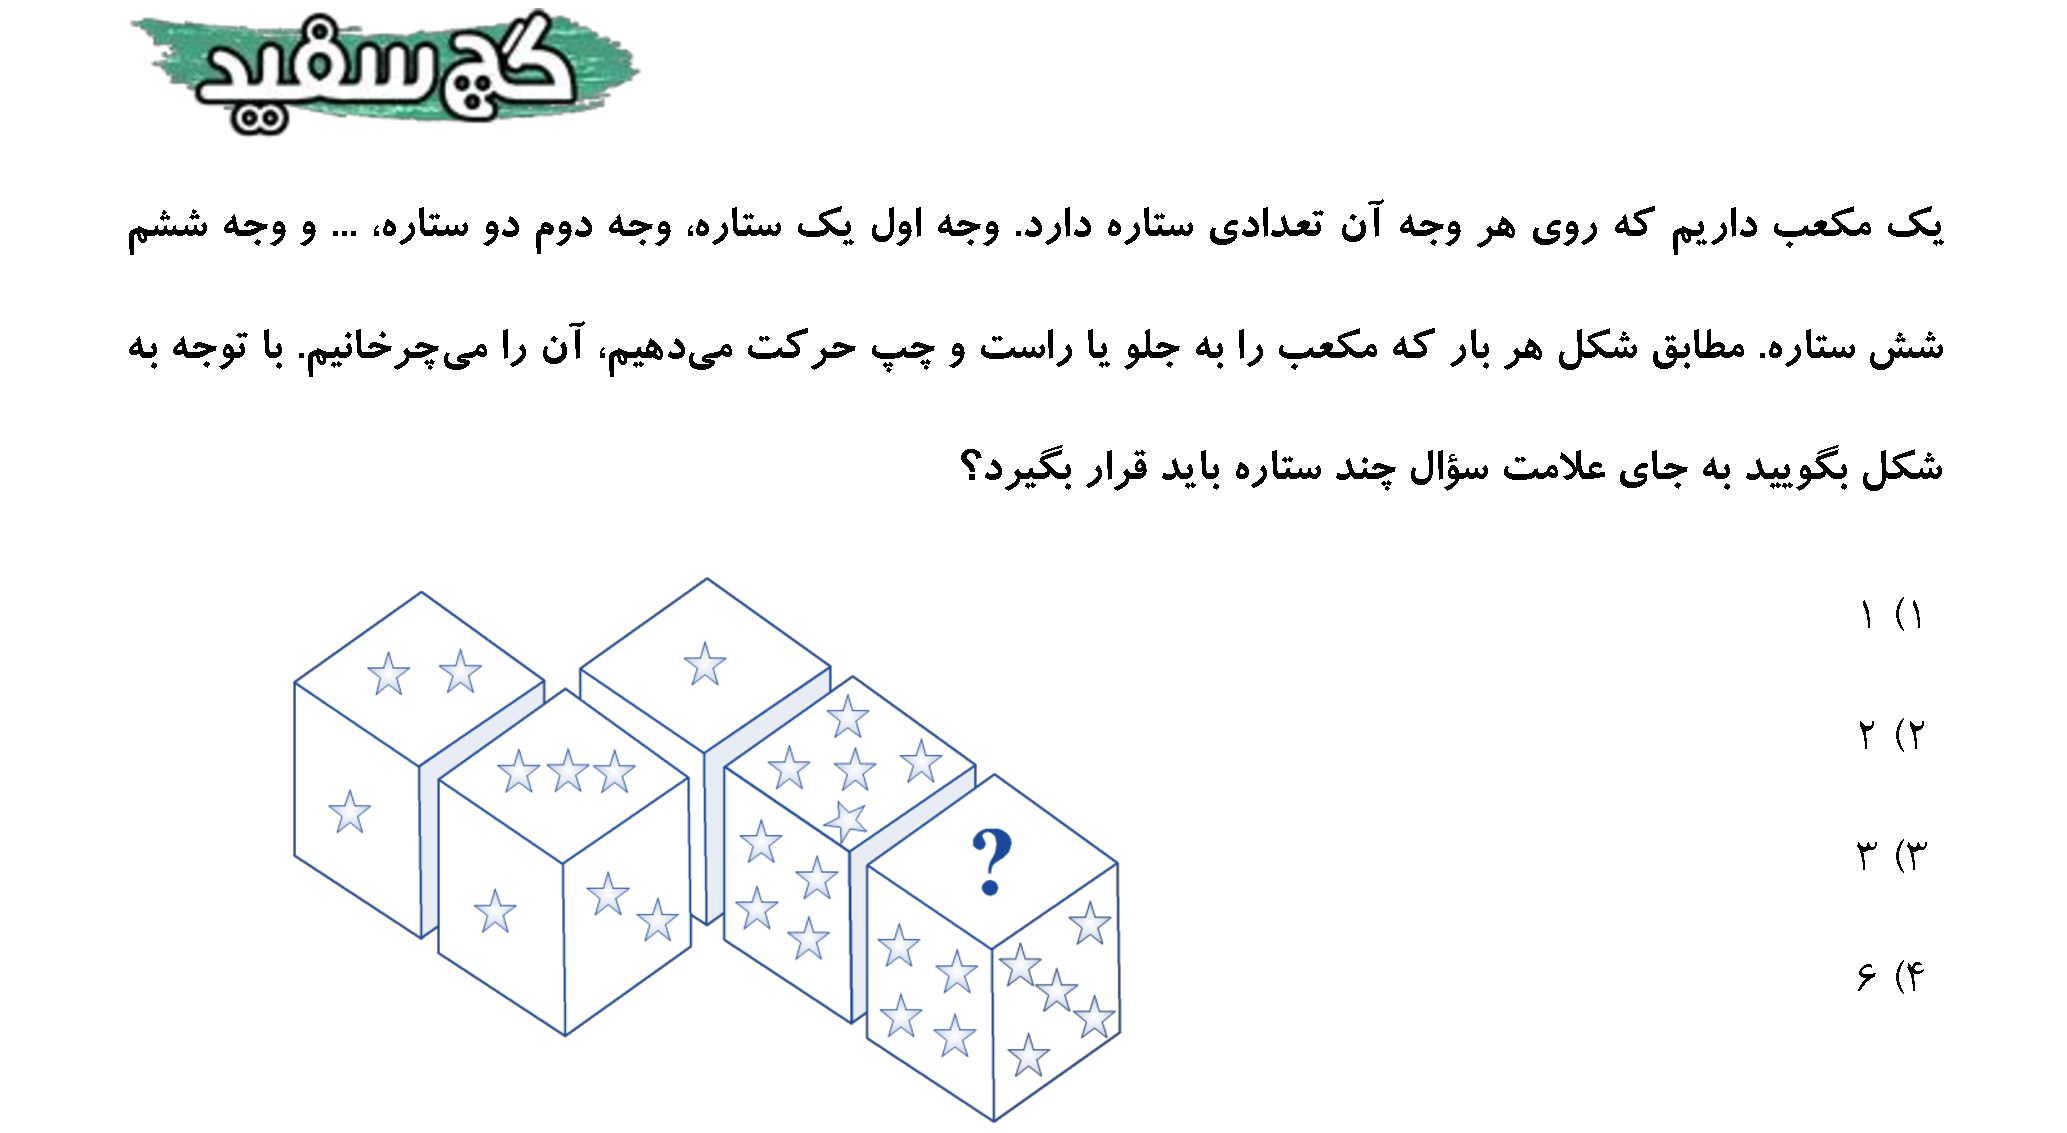 گچ سفید
یک مکعب داریم که روی هر وجه آن تعدادی ستاره دارد. وجه اول یک ستاره، وجه دوم دو ستاره، ... و وجه ششم
شش ستاره. مطابق شکل هر بار که مکعب را به جلو یا راست و چپ حرکت می‌دهیم، آن را می‌چرخانیم. با توجه به
شکل بگویید به جای علامت سؤال چند ستاره باید قرار بگیرد؟
۱) ۱
۲) ۲
۳) ۳
۴) ۶
?